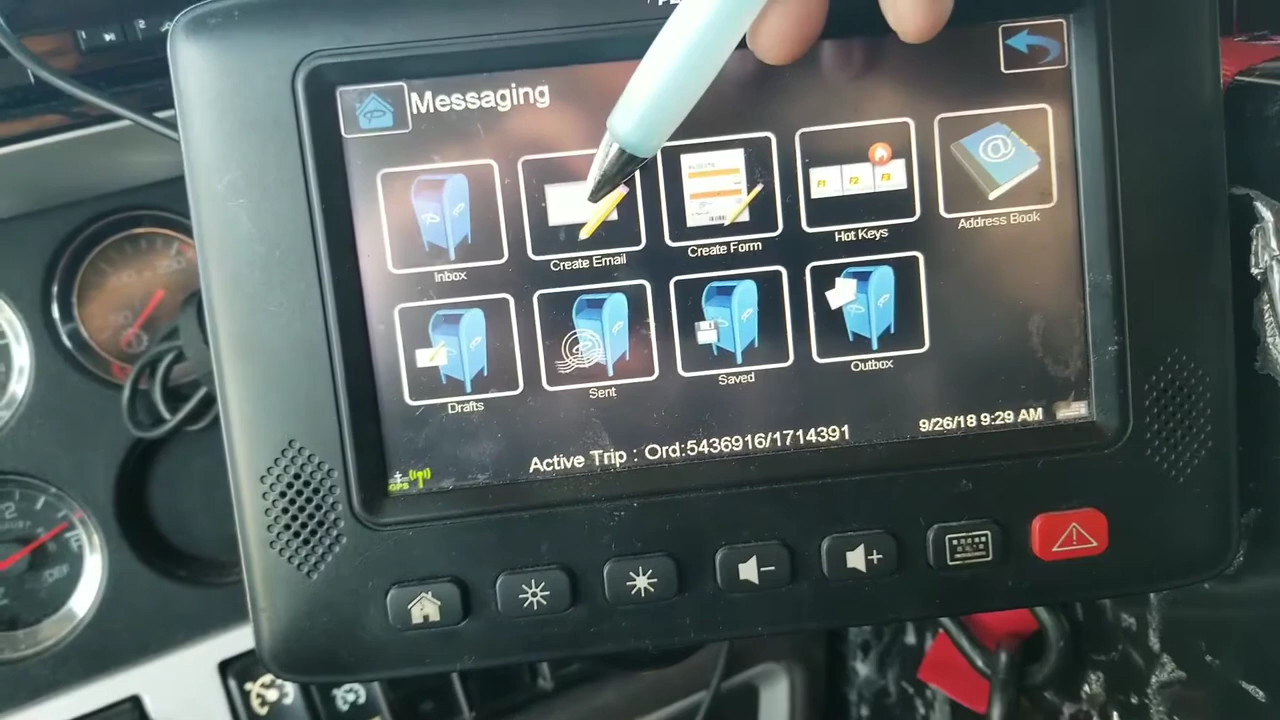 Messaging
Inbox
Create Email
Create Form
Hot Keys
Address Book
F1 F2 F3
@
Drafts
Sent
Saved
Outbox
Active Trip : Ord:5436916/1714391
9/26/18 9:29 AM
GPS